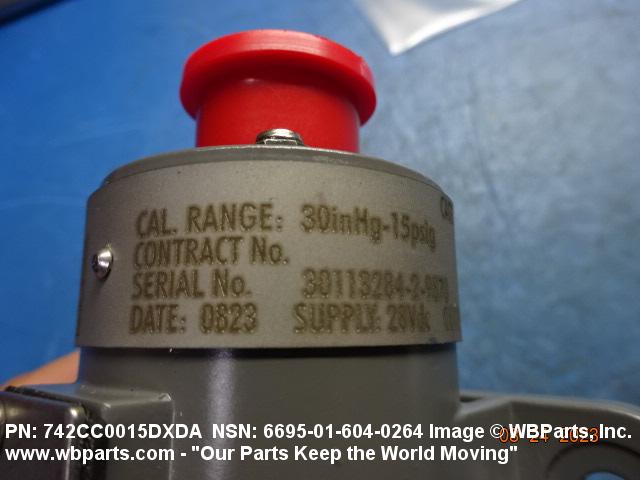 CAL. RANGE: 30inHg-15psig
CONTRACT No.
SERIAL No.
DATE: 0823 SUPPLY: 28Vdc
PN: 742CC0015DXDA NSN: 6695-01-604-0264 Image © WBParts, Inc.
www.wbparts.com - "Our Parts Keep the World Moving"